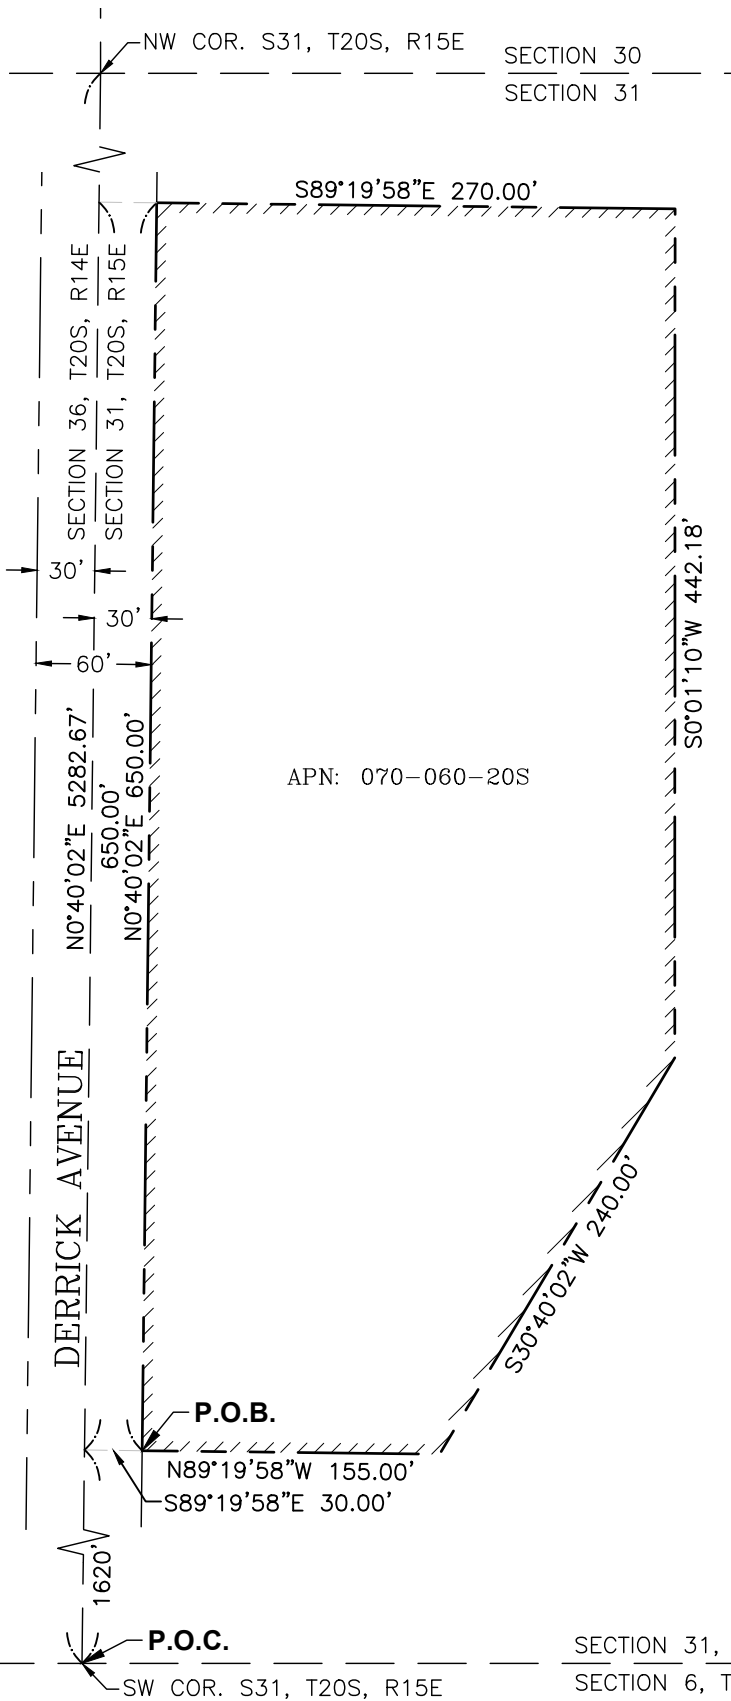 NW COR. S31, T20S, R15E
SECTION 30
SECTION 31
S89°19'58"E 270.00'
SECTION 36, T20S, R14E
SECTION 31, T20S, R15E
30'
30'
60'
S0°01'10"W 442.18'
N0°40'02"E 5282.67'
650.00'
N0°40'02"E 650.00'
APN: 070-060-20S
DERRICK AVENUE
S30°40'02"W 240.00'
P.O.B.
N89°19'58"W 155.00'
S89°19'58"E 30.00'
1620'
P.O.C.
SECTION 31,
SW COR. S31, T20S, R15E
SECTION 6, T